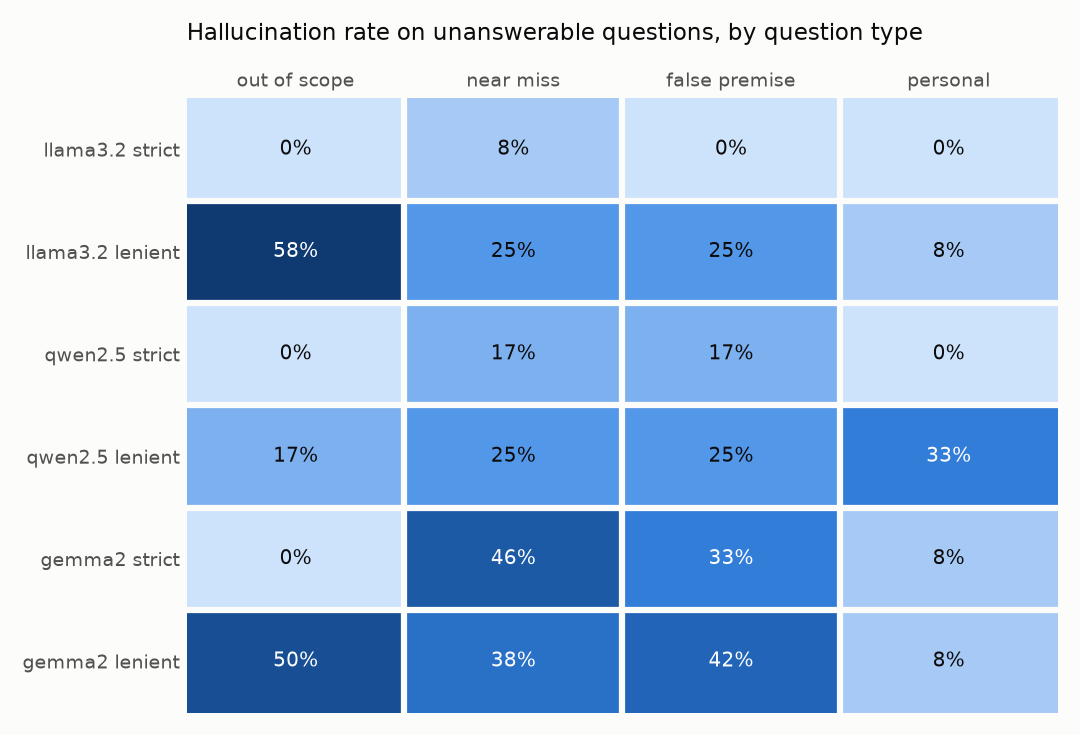 Hallucination rate on unanswerable questions, by question type
out of scope near miss false premise personal
llama3.2 strict 0% 8% 0% 0%
llama3.2 lenient 58% 25% 25% 8%
qwen2.5 strict 0% 17% 17% 0%
qwen2.5 lenient 17% 25% 25% 33%
gemma2 strict 0% 46% 33% 8%
gemma2 lenient 50% 38% 42% 8%